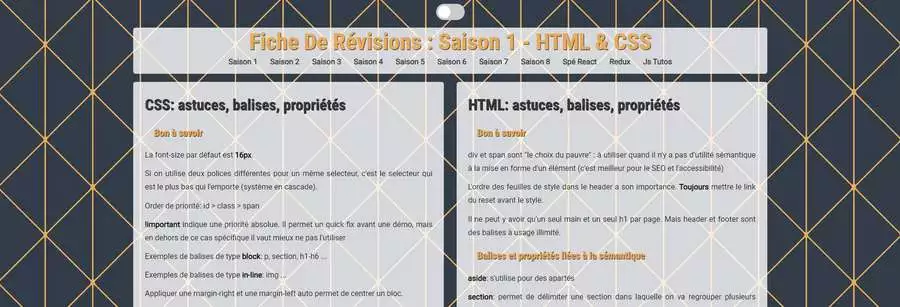 Fiche De Révisions : Saison 1 - HTML & CSS
Saison 1 Saison 2 Saison 3 Saison 4 Saison 5 Saison 6 Saison 7 Saison 8 Spé React Redux Js Tutos
CSS: astuces, balises, propriétés
Bon à savoir
La font-size par défaut est 16px.
Si on utilise deux polices différentes pour un même selecteur, c'est le selecteur qui
est le plus bas qui l'emporte (système en cascade).
Order de priorité: id > class > span
!important indique une priorité absolue. Il permet un quick fix avant une démo, mais
en dehors de ce cas spécifique il vaut mieux ne pas l'utiliser
Exemples de balises de type block: p, section, h1-h6 ...
Exemples de balises de type in-line: img ...
Appliquer une margin-right et une margin-left auto permet de centrer un bloc.
HTML: astuces, balises, propriétés
Bon à savoir
div et span sont "le choix du pauvre" : à utiliser quand il n'y a pas d'utilité sémantique
à la mise en forme d'un élément (c'est meilleur pour le SEO et l'accessibilité)
L'ordre des feuilles de style dans le header a son importance. Toujours mettre le lien
du reset avant le style.
Il ne peut y avoir qu'un seul main et un seul h1 par page. Mais header et footer sont
des balises à usage illimité.
Balises et propriétés liées à la sémantique
aside: s'utilise pour des apartés
section: permet de délimiter une section dans laquelle on va regrouper plusieurs